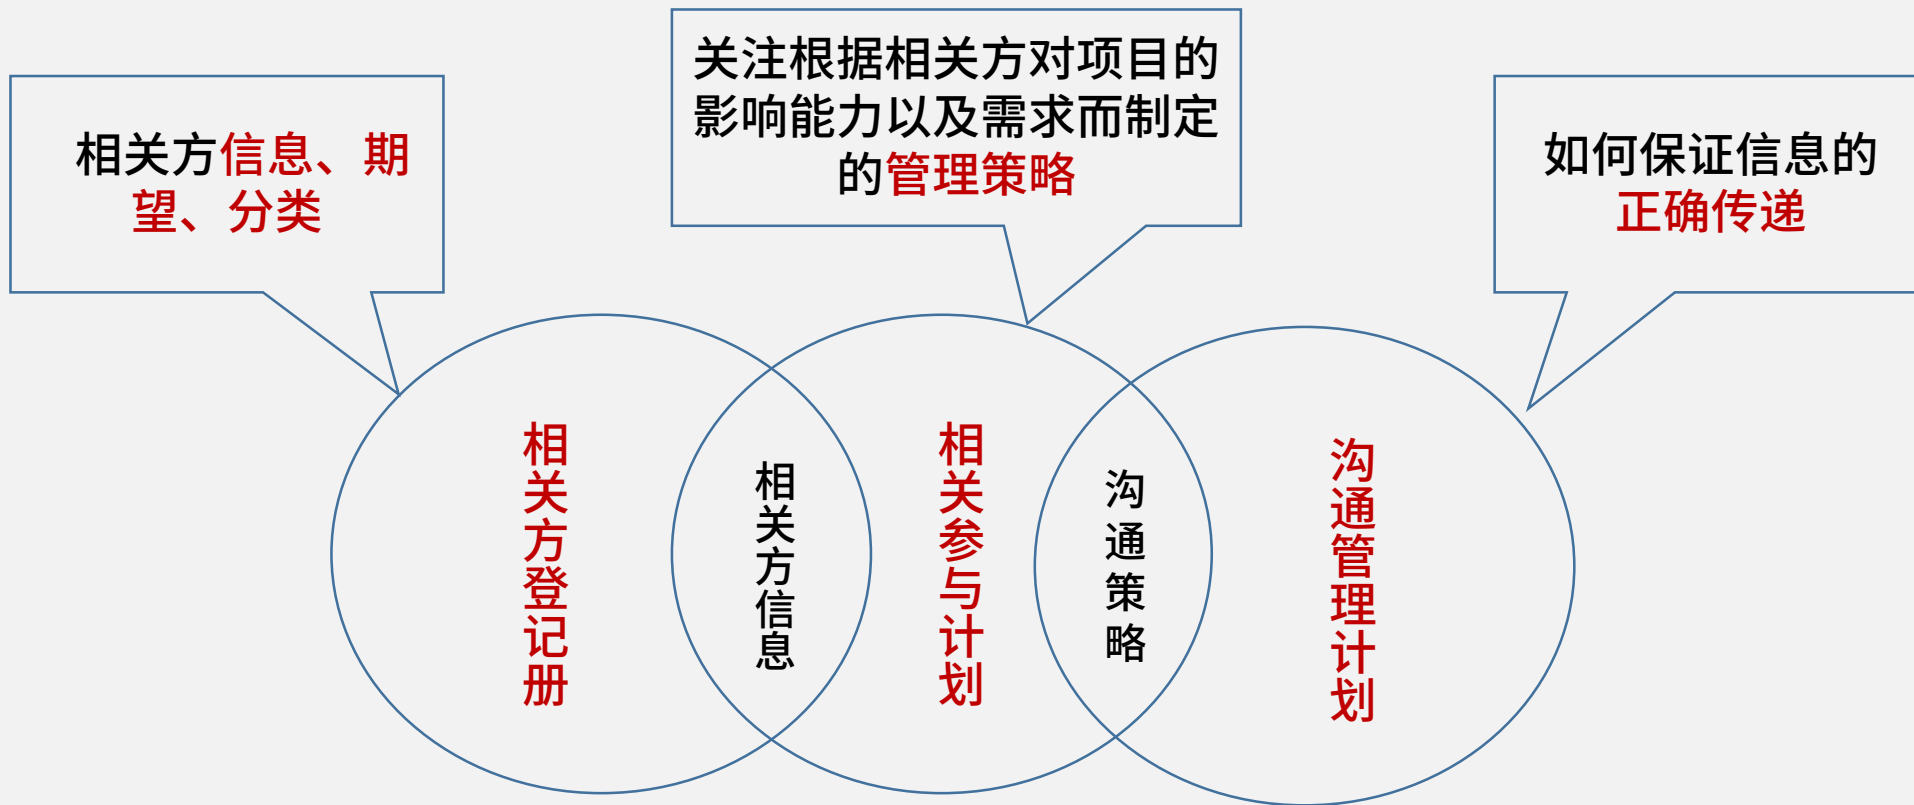 关注根据相关方对项目的
影响能力以及需求而制定
的管理策略
相关方信息、期
望、分类
如何保证信息的
正确传递
相关方登记册
相关方信息
相关参与计划
沟通策略
沟通管理计划